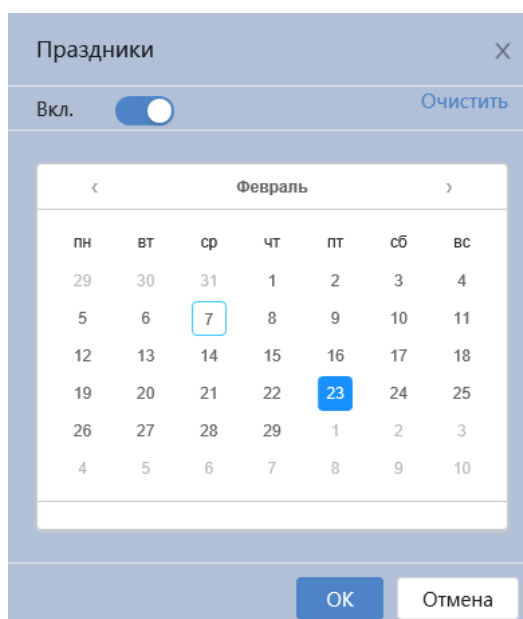 Праздники
Вкл. Очистить
Февраль
пн вт ср чт пт сб вс
29 30 31 1 2 3 4
5 6 7 8 9 10 11
12 13 14 15 16 17 18
19 20 21 22 23 24 25
26 27 28 29 1 2 3
4 5 6 7 8 9 10
ОК Отмена